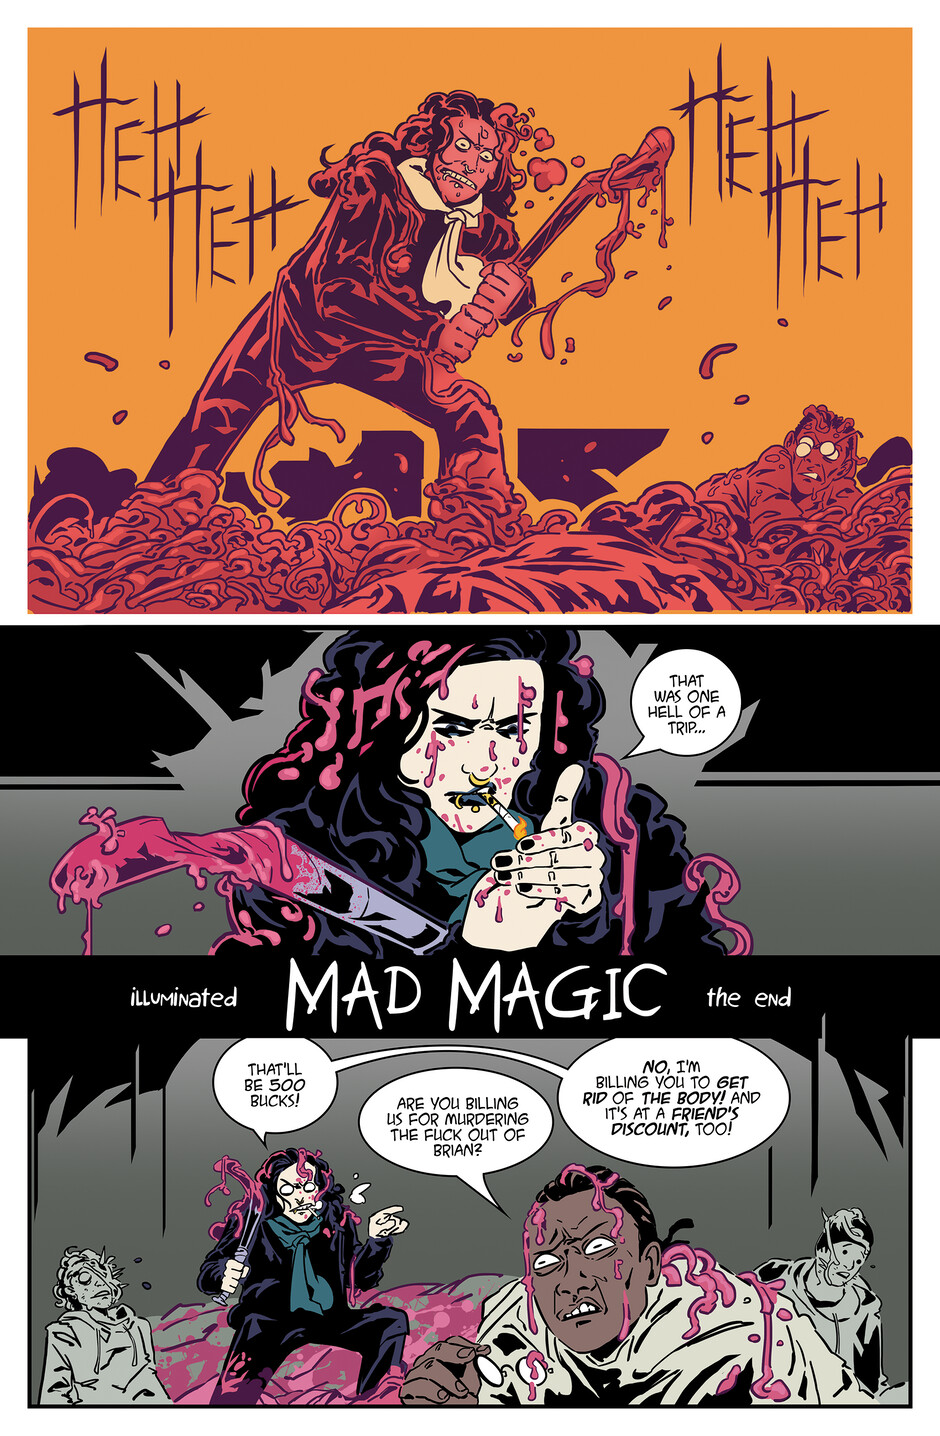 HEH
HEH
HEH
HEH
THAT
WAS ONE
HELL OF A
TRIP...
illuminated MAD MAGIC the end
THAT'LL
BE 500
BUCKS!
ARE YOU BILLING
US FOR MURDERING
THE FUCK OUT OF
BRIAN?
NO, I'M
BILLING YOU TO GET
RID OF THE BODY! AND
IT'S AT A FRIEND'S
DISCOUNT, TOO!